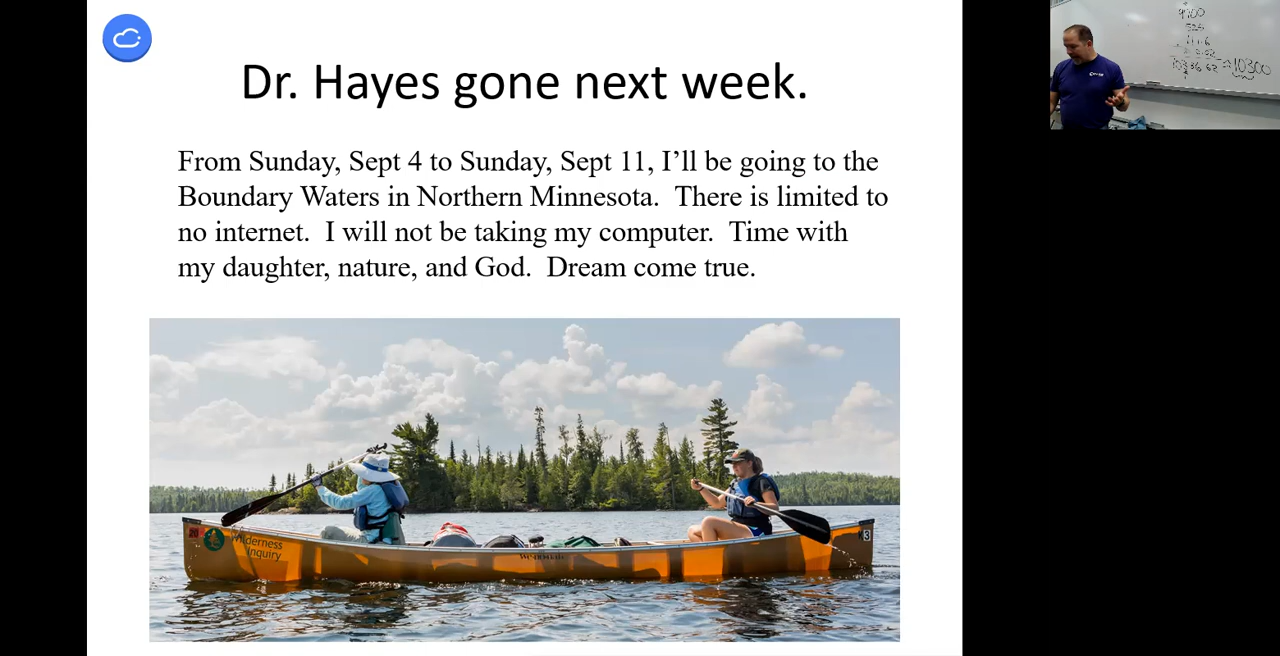 Dr. Hayes gone next week.
From Sunday, Sept 4 to Sunday, Sept 11, I’ll be going to the
Boundary Waters in Northern Minnesota.  There is limited to
no internet.  I will not be taking my computer.  Time with
my daughter, nature, and God.  Dream come true.
Wilderness
Inquiry
3
10300